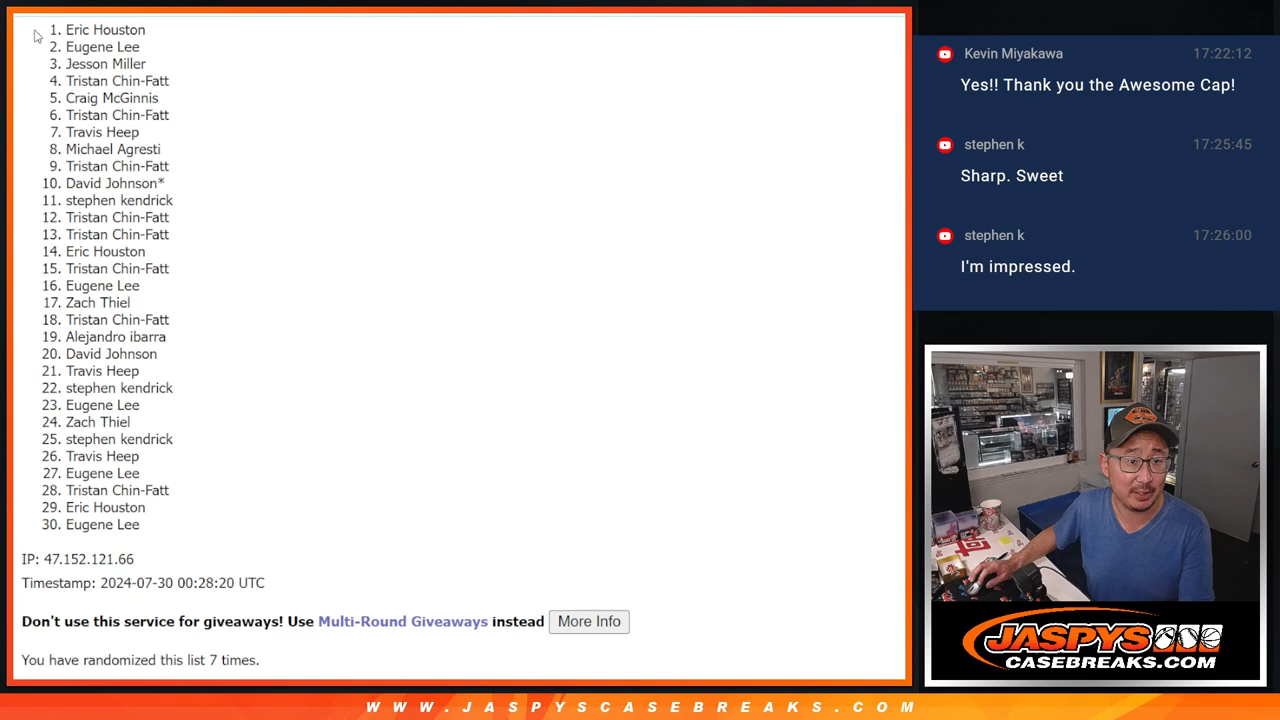 1. Eric Houston
2. Eugene Lee
3. Jesson Miller
4. Tristan Chin-Fatt
5. Craig McGinnis
6. Tristan Chin-Fatt
7. Travis Heep
8. Michael Agresti
9. Tristan Chin-Fatt
10. David Johnson*
11. stephen kendrick
12. Tristan Chin-Fatt
13. Tristan Chin-Fatt
14. Eric Houston
15. Tristan Chin-Fatt
16. Eugene Lee
17. Zach Thiel
18. Tristan Chin-Fatt
19. Alejandro ibarra
20. David Johnson
21. Travis Heep
22. stephen kendrick
23. Eugene Lee
24. Zach Thiel
25. stephen kendrick
26. Travis Heep
27. Eugene Lee
28. Tristan Chin-Fatt
29. Eric Houston
30. Eugene Lee
IP: 47.152.121.66
Timestamp: 2024-07-30 00:28:20 UTC
Don't use this service for giveaways! Use Multi-Round Giveaways instead More Info
You have randomized this list 7 times.
Kevin Miyakawa 17:22:12
Yes!! Thank you the Awesome Cap!
stephen k 17:25:45
Sharp. Sweet
stephen k 17:26:00
I'm impressed.
JASPYS
CASEBREAKS.COM
WWW.JASPYSCASEBREAKS.COM